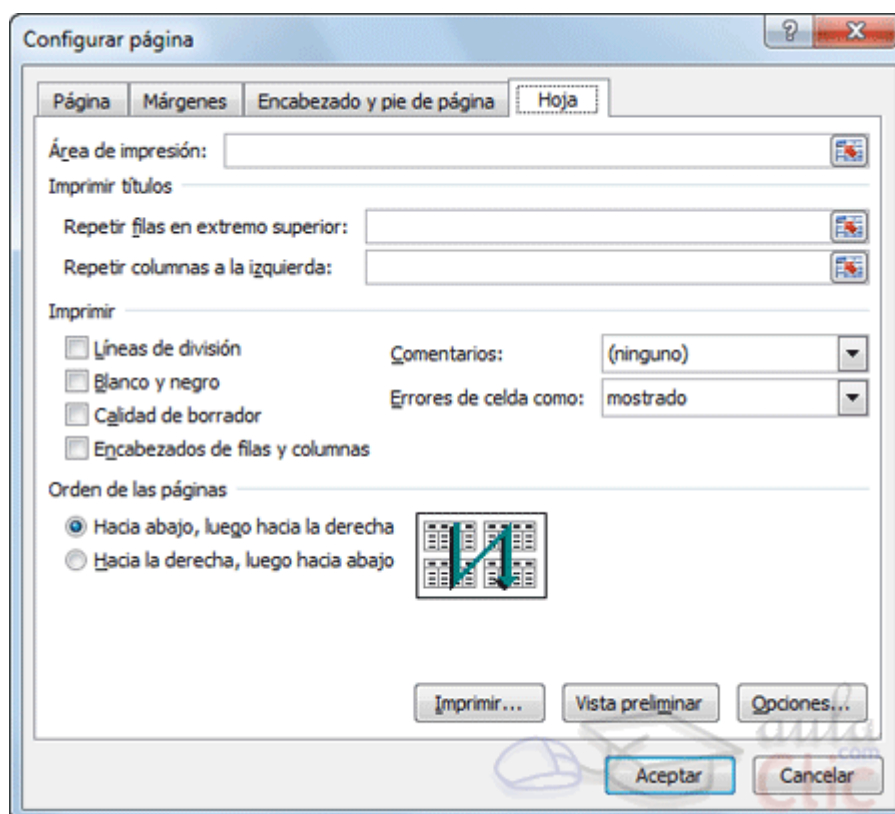 Configurar página
Página
Márgenes
Encabezado y pie de página
Hoja
Área de impresión:
Imprimir títulos
Repetir filas en extremo superior:
Repetir columnas a la izquierda:
Imprimir
Líneas de división
Comentarios:
(ninguno)
Blanco y negro
Errores de celda como:
mostrado
Calidad de borrador
Encabezados de filas y columnas
Orden de las páginas
Hacia abajo, luego hacia la derecha
Hacia la derecha, luego hacia abajo
Imprimir...
Vista preliminar
Opciones...
Aceptar
Cancelar
aula
.com
Clic